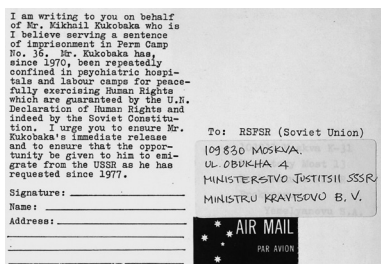 I am writing to you on behalf
of Mr. Mikhail Kukobaka who is
I believe serving a sentence
of imprisonment in Perm Camp
No. 36. Mr. Kukobaka has,
since 1970, been repeatedly
confined in psychiatric hospi-
tals and labour camps for peace-
fully exercising Human Rights
which are guaranteed by the U.N.
Declaration of Human Rights and
indeed by the Soviet Constitu-
tion. I urge you to ensure Mr.
Kukobaka's immediate release
and to ensure that the oppor-
tunity be given to him to emi-
grate from the USSR as he has
requested since 1977.
Signature:
Name:
Address:
To: RSFSR (Soviet Union)
109830 MOSKVA.
UL. OBUKHA 4
MINISTERSTVO JUSTITSII SSSR
MINISTRU KRAVTSOVU B. V.
AIR MAIL
PAR AVION